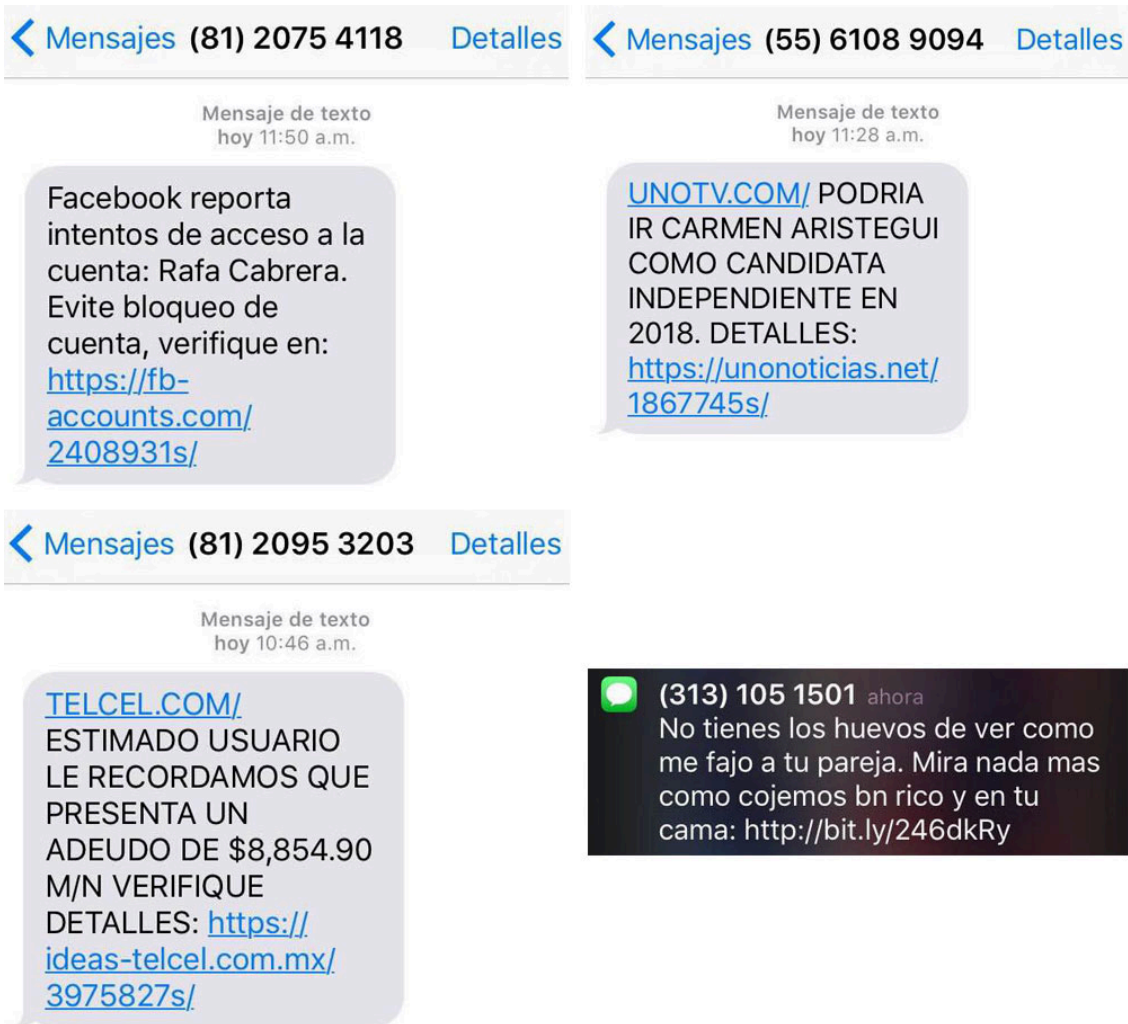 Mensajes (81) 2075 4118 Detalles
Mensaje de texto
hoy 11:50 a.m.
Facebook reporta
intentos de acceso a la
cuenta: Rafa Cabrera.
Evite bloqueo de
cuenta, verifique en:
https://fb-
accounts.com/
2408931s/
Mensajes (55) 6108 9094 Detalles
Mensaje de texto
hoy 11:28 a.m.
UNOTV.COM/ PODRIA
IR CARMEN ARISTEGUI
COMO CANDIDATA
INDEPENDIENTE EN
2018. DETALLES:
https://unonoticias.net/
1867745s/
Mensajes (81) 2095 3203 Detalles
Mensaje de texto
hoy 10:46 a.m.
TELCEL.COM/
ESTIMADO USUARIO
LE RECORDAMOS QUE
PRESENTA UN
ADEUDO DE $8,854.90
M/N VERIFIQUE
DETALLES: https://
ideas-telcel.com.mx/
3975827s/
(313) 105 1501 ahora
No tienes los huevos de ver como
me fajo a tu pareja. Mira nada mas
como cojemos bn rico y en tu
cama: http://bit.ly/246dkRy